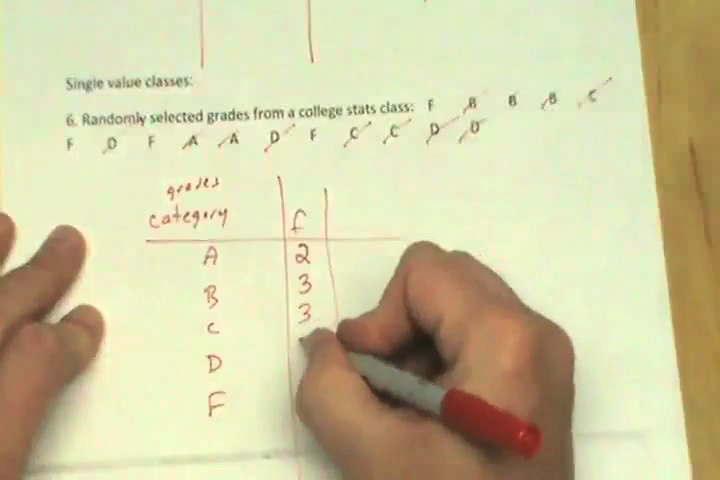 Single value classes:
6. Randomly selected grades from a college stats class: F B B B C
F D F A A D F C C D D
grades
category f
A 2
B 3
C 3
D
F